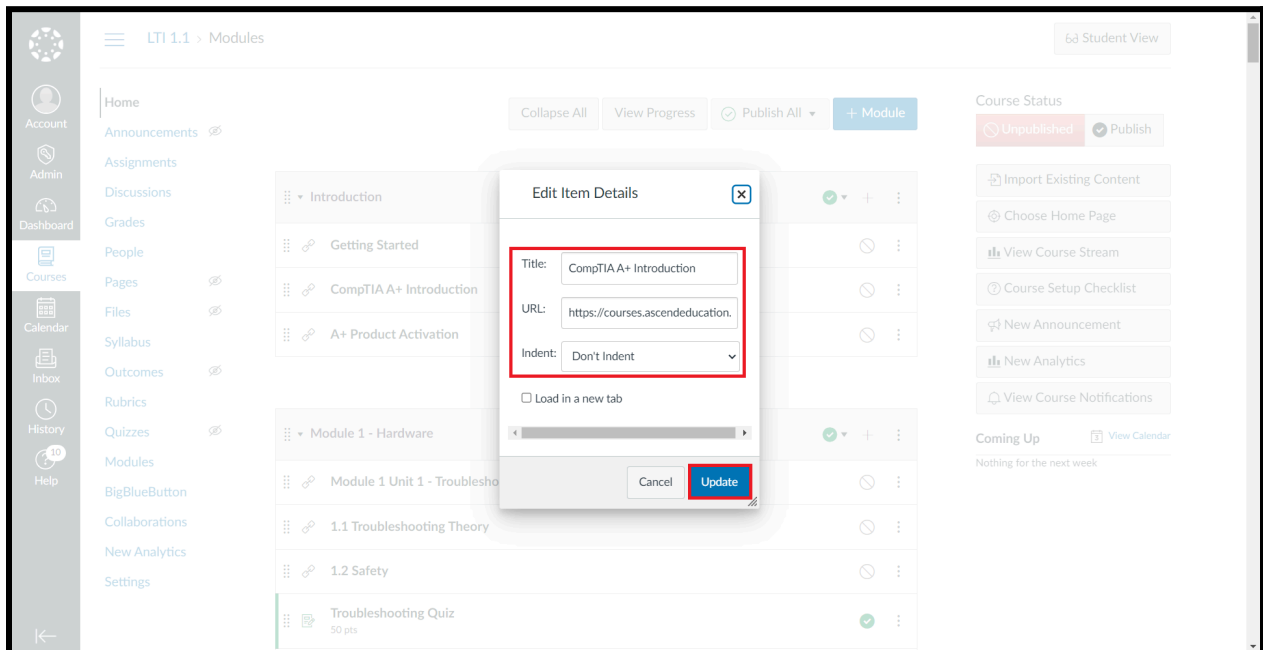 LTI 1.1 > Modules
Student View
Account
Admin
Dashboard
Courses
Calendar
Inbox
History
10
Help
Home
Announcements
Assignments
Discussions
Grades
People
Pages
Files
Syllabus
Outcomes
Rubrics
Quizzes
Modules
BigBlueButton
Collaborations
New Analytics
Settings
Collapse All View Progress Publish All + Module
Introduction
Getting Started
CompTIA A+ Introduction
A+ Product Activation
Module 1 - Hardware
Module 1 Unit 1 - Troublesho
1.1 Troubleshooting Theory
1.2 Safety
Troubleshooting Quiz
50 pts
Edit Item Details
Title: CompTIA A+ Introduction
URL: https://courses.ascendeducation.
Indent: Don't Indent
Load in a new tab
Cancel Update
Course Status
Unpublished Publish
Import Existing Content
Choose Home Page
View Course Stream
Course Setup Checklist
New Announcement
New Analytics
View Course Notifications
Coming Up 3 View Calendar
Nothing for the next week